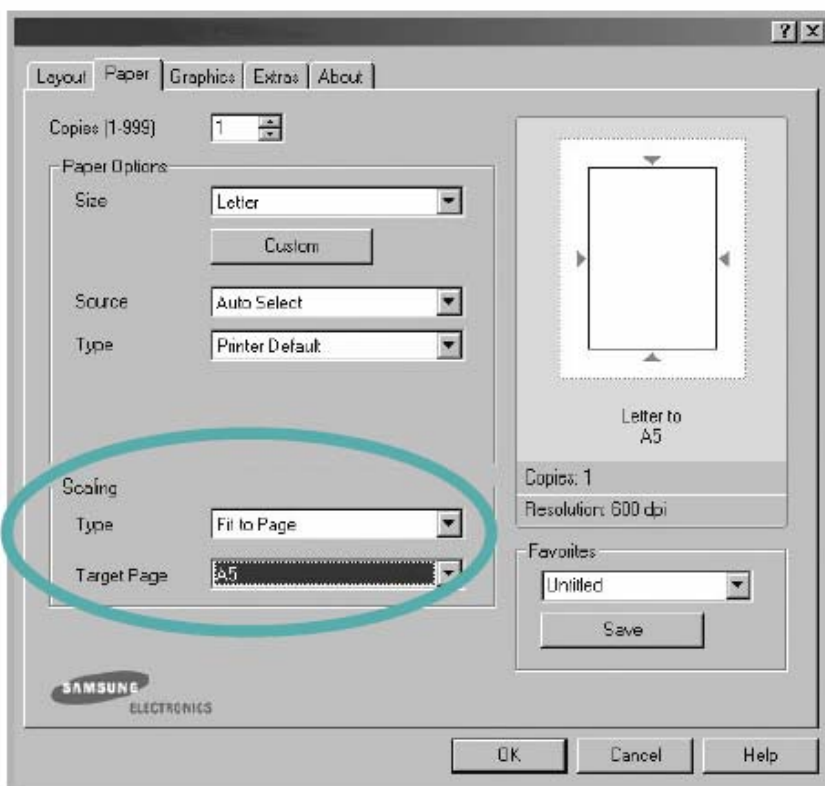 Layout Paper Graphics Extras About
Copies (1-999) 1
Paper Options
Size Letter
Custom
Source Auto Select
Type Printer Default
Scaling
Type Fit to Page
Target Page A5
Letter to
A5
Copies: 1
Resolution: 600 dpi
Favorites
Untitled
Save
SAMSUNG
ELECTRONICS
OK Cancel Help